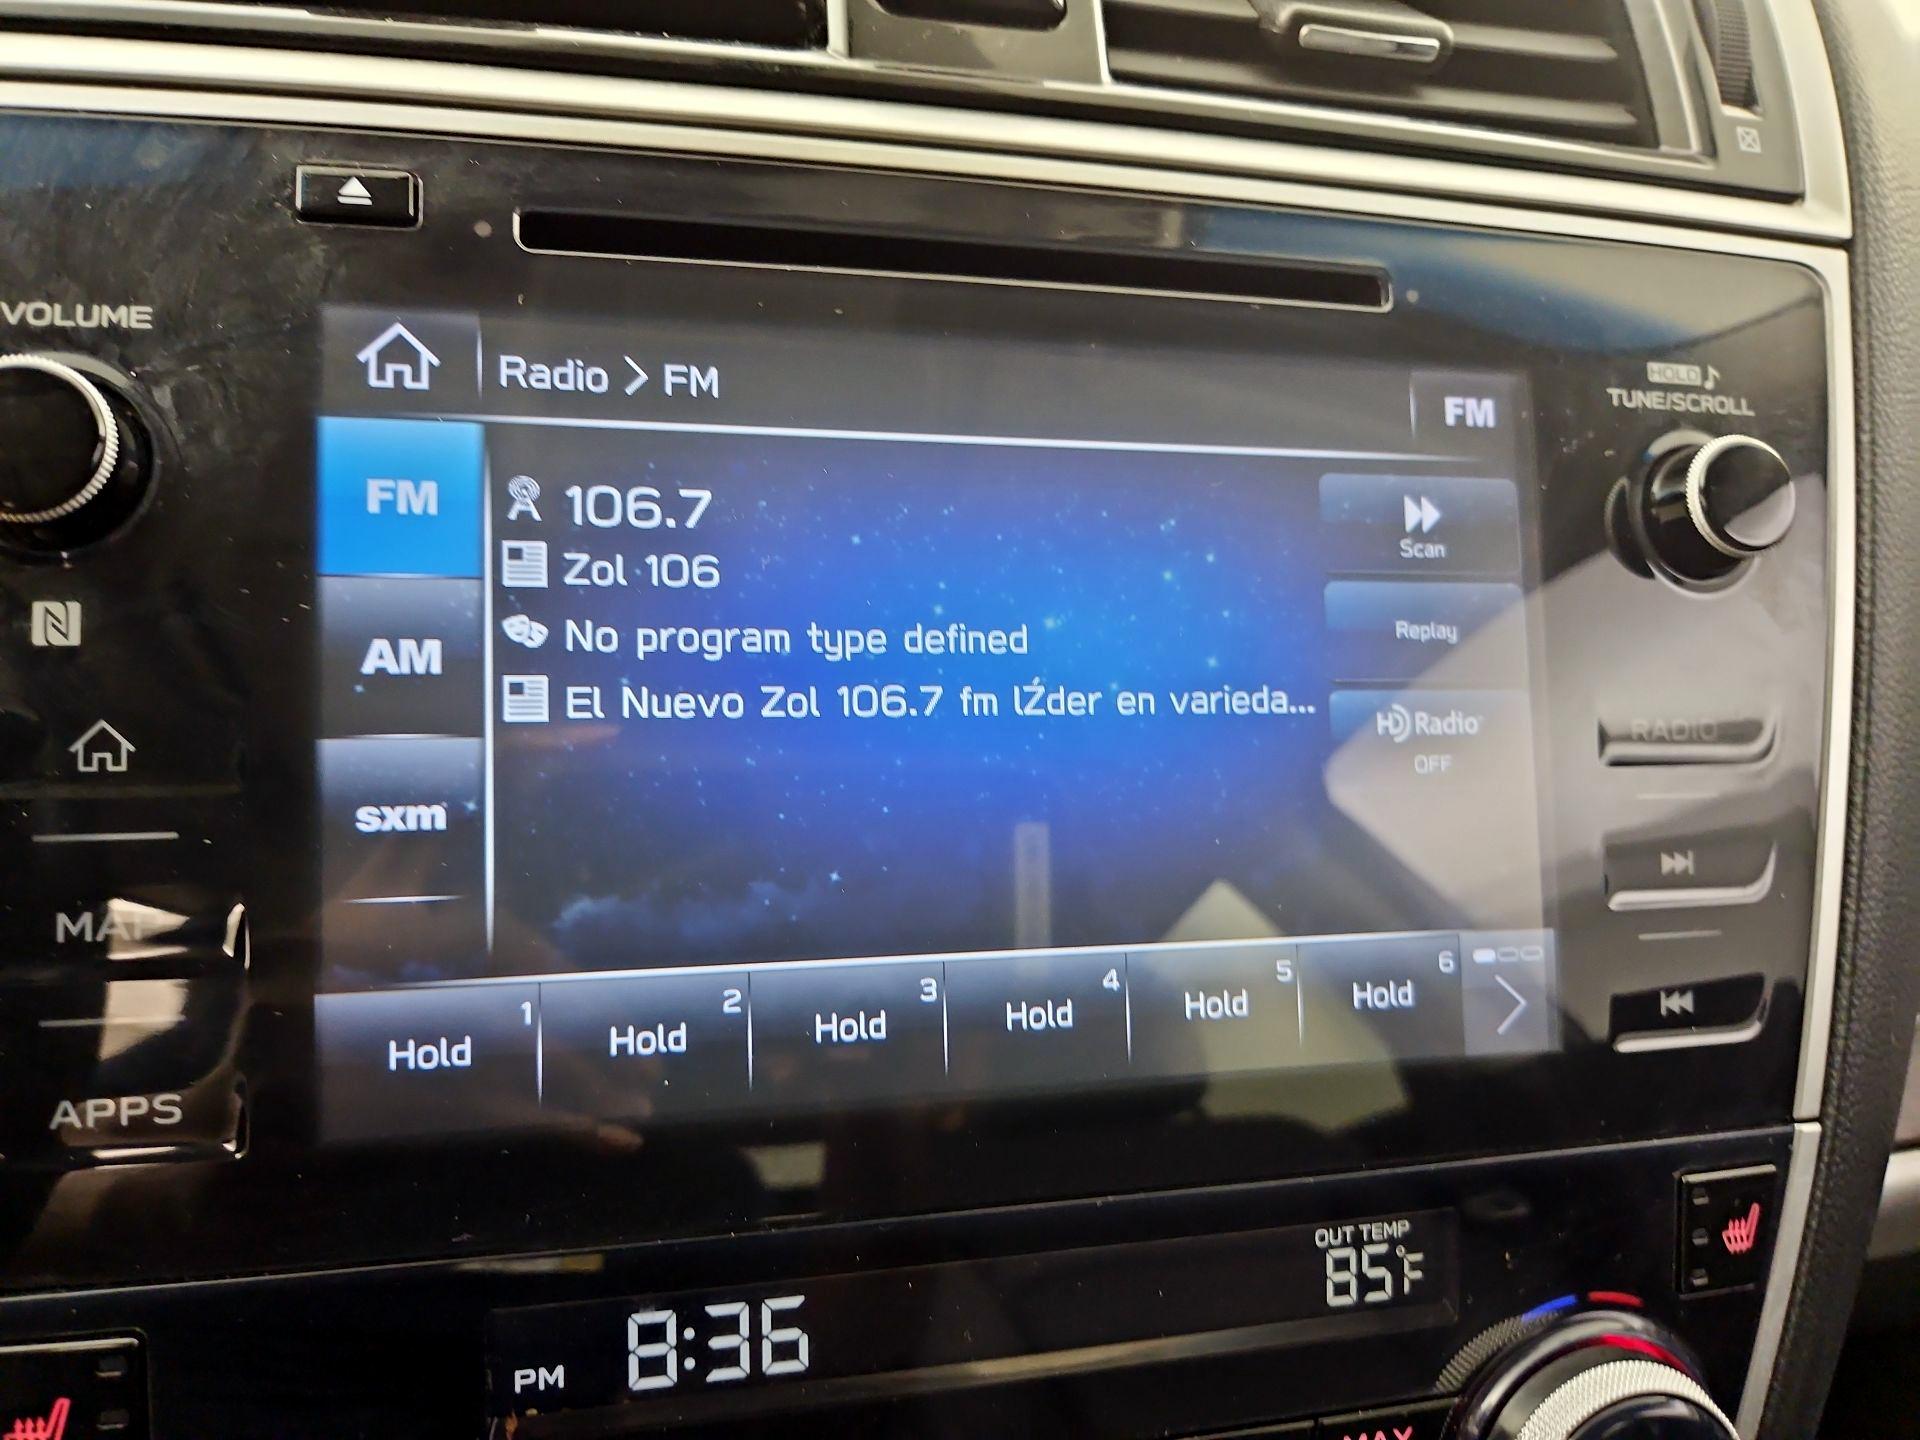 VOLUME
Radio > FM
FM
HOLD ♪
TUNE/SCROLL
FM
106.7
Scan
Zol 106
Replay
AM
No program type defined
El Nuevo Zol 106.7 fm lŹder en varieda...
HD Radio
OFF
RADIO
sxm
MAP
1 2 3 4 5 6
Hold Hold Hold Hold Hold Hold
APPS
OUT TEMP
85°F
PM 8:36
MAX